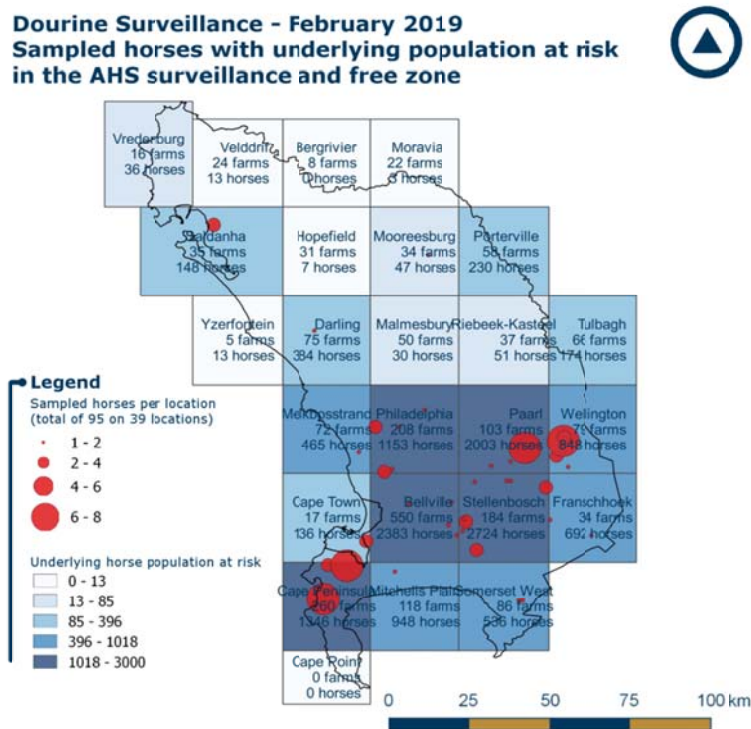 Dourine Surveillance - February 2019
Sampled horses with underlying population at risk
in the AHS surveillance and free zone
Vrederburg
16 farms
36 horses
Velddrif
24 farms
13 horses
Bergrivier
8 farms
0 horses
Moravia
22 farms
horses
Saldanha
35 farms
148 horses
Hopefield
31 farms
7 horses
Mooreesburg
34 farms
47 horses
Porterville
58 farms
230 horses
Yzerfontein
5 farms
13 horses
Darling
75 farms
384 horses
Malmesbury
50 farms
30 horses
Riebeek-Kasteel
37 farms
51 horses
Tulbagh
66 farms
174 horses
Melkbosstrand
72 farms
465 horses
Philadelphia
208 farms
1153 horses
Paarl
103 farms
2003 horses
Welington
79 farms
848 horses
Cape Town
17 farms
136 horses
Bellville
550 farms
2383 horses
Stellenbosch
184 farms
2724 horses
Franschhoek
34 farms
692 horses
Cape Peninsula
260 farms
1346 horses
Mitchells Plain
118 farms
948 horses
Somerset West
86 farms
536 horses
Cape Point
0 farms
0 horses
Legend
Sampled horses per location
(total of 95 on 39 locations)
1 - 2
2 - 4
4 - 6
6 - 8
Underlying horse population at risk
0 - 13
13 - 85
85 - 396
396 - 1018
1018 - 3000
0 25 50 75 100 km